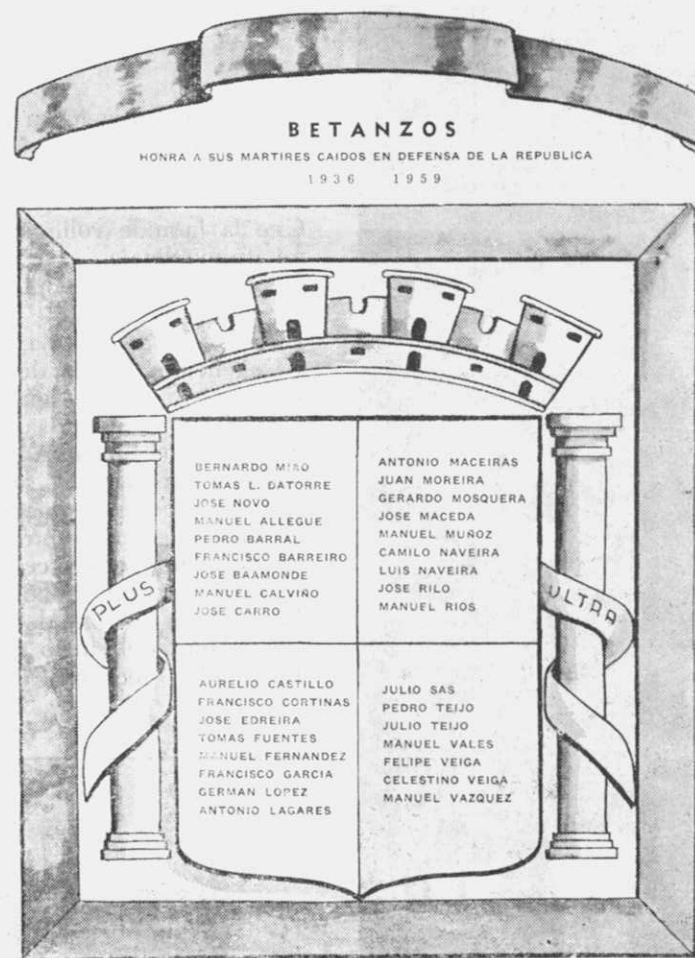 BETANZOS
HONRA A SUS MARTIRES CAIDOS EN DEFENSA DE LA REPUBLICA
1936 1959
BERNARDO MIÑO
TOMAS L. DATORRE
JOSE NOVO
MANUEL ALLEGUE
PEDRO BARRAL
FRANCISCO BARREIRO
JOSE BAAMONDE
MANUEL CALVIÑO
JOSE CARRO
ANTONIO MACEIRAS
JUAN MOREIRA
GERARDO MOSQUERA
JOSE MACEDA
MANUEL MUÑOZ
CAMILO NAVEIRA
LUIS NAVEIRA
JOSE RILO
MANUEL RIOS
PLUS
ULTRA
AURELIO CASTILLO
FRANCISCO CORTINAS
JOSE EDREIRA
TOMAS FUENTES
MANUEL FERNANDEZ
FRANCISCO GARCIA
GERMAN LOPEZ
ANTONIO LAGARES
JULIO SAS
PEDRO TEIJO
JULIO TEIJO
MANUEL VALES
FELIPE VEIGA
CELESTINO VEIGA
MANUEL VAZQUEZ